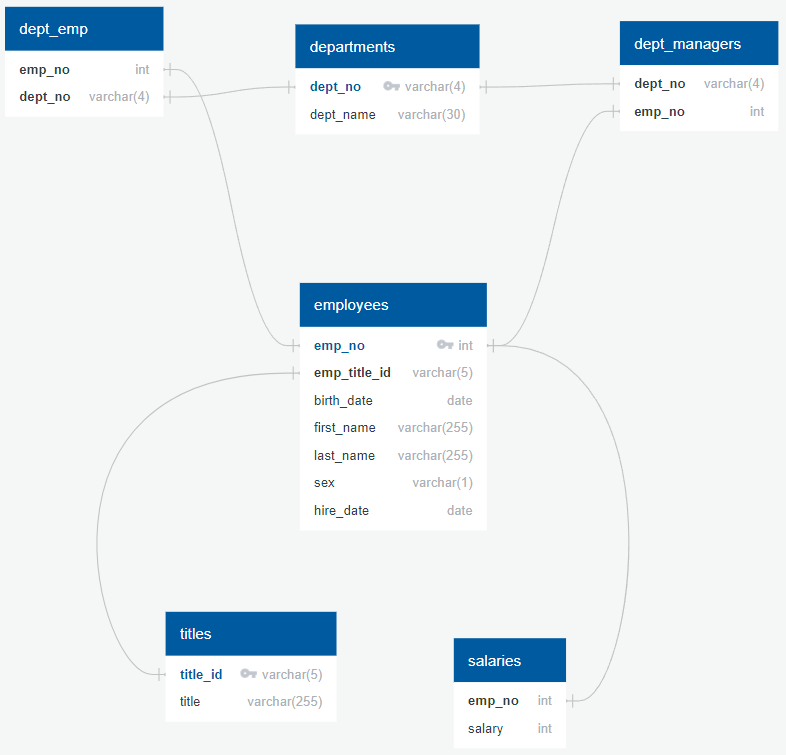 dept_emp
emp_no int
dept_no varchar(4)
departments
dept_no varchar(4)
dept_name varchar(30)
dept_managers
dept_no varchar(4)
emp_no int
employees
emp_no int
emp_title_id varchar(5)
birth_date date
first_name varchar(255)
last_name varchar(255)
sex varchar(1)
hire_date date
titles
title_id varchar(5)
title varchar(255)
salaries
emp_no int
salary int